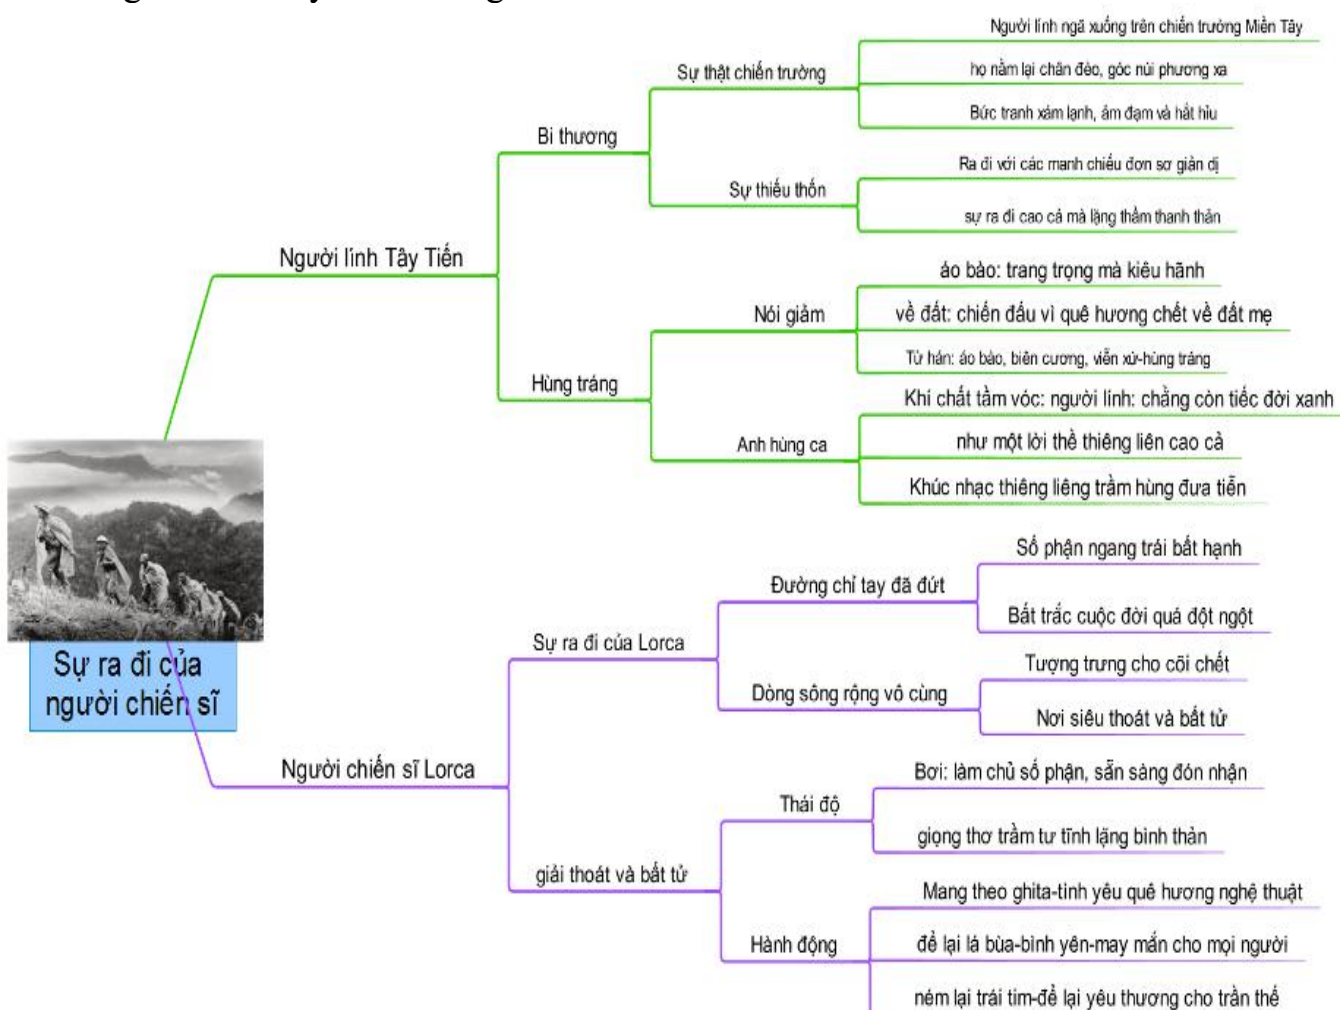 Người lính ngã xuống trên chiến trường Miền Tây
Sự thật chiến trường
họ nằm lại chân đèo, góc núi phương xa
Bức tranh xám lạnh, ảm đạm và hắt hỉu
Bi thương
Ra đi với các manh chiếu đơn sơ giản dị
Sự thiếu thốn
sự ra đi cao cả mà lặng thầm thanh thản
Người lính Tây Tiến
áo bào: trang trọng mà kiêu hãnh
Nói giảm
về đất: chiến đấu vì quê hương chết về đất mẹ
Từ hán: áo bào, biên cương, viễn xứ-hùng tráng
Hùng tráng
Khí chất tầm vóc: người lính: chẳng còn tiếc đời xanh
Anh hùng ca
như một lời thề thiêng liên cao cả
Khúc nhạc thiêng liêng trầm hùng đưa tiễn
Sự ra đi của
người chiến sĩ
Số phận ngang trái bất hạnh
Đường chỉ tay đã đứt
Bất trắc cuộc đời quá đột ngột
Sự ra đi của Lorca
Tượng trưng cho cõi chết
Dòng sông rộng vô cùng
Nơi siêu thoát và bất tử
Người chiến sĩ Lorca
Bơi: làm chủ số phận, sẵn sàng đón nhận
Thái độ
giọng thơ trầm tư tĩnh lặng bình thản
giải thoát và bất tử
Mang theo ghita-tình yêu quê hương nghệ thuật
Hành động
để lại lá bùa-bình yên-may mắn cho mọi người
ném lại trái tim-để lại yêu thương cho trần thế